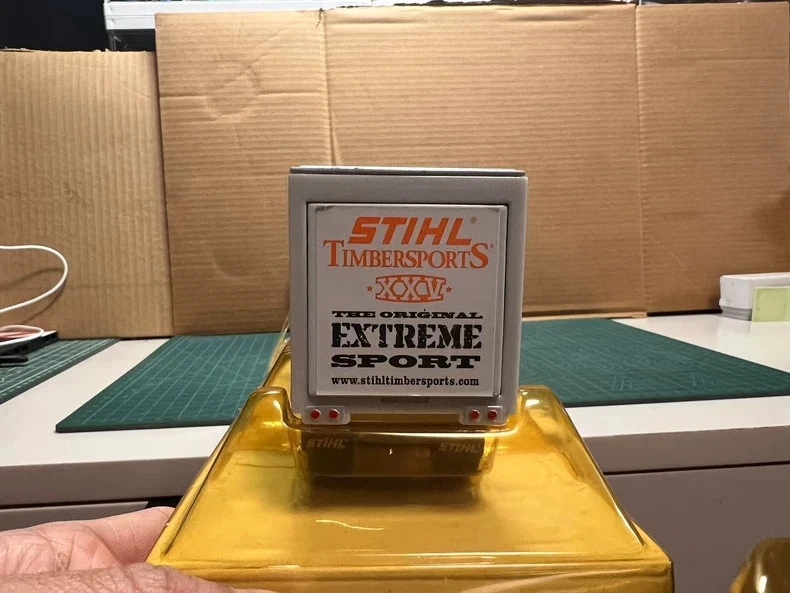 STIHL®
TIMBERSPORTS®
XXV
THE ORIGINAL
EXTREME
SPORT
www.stihltimbersports.com
STIHL STIHL